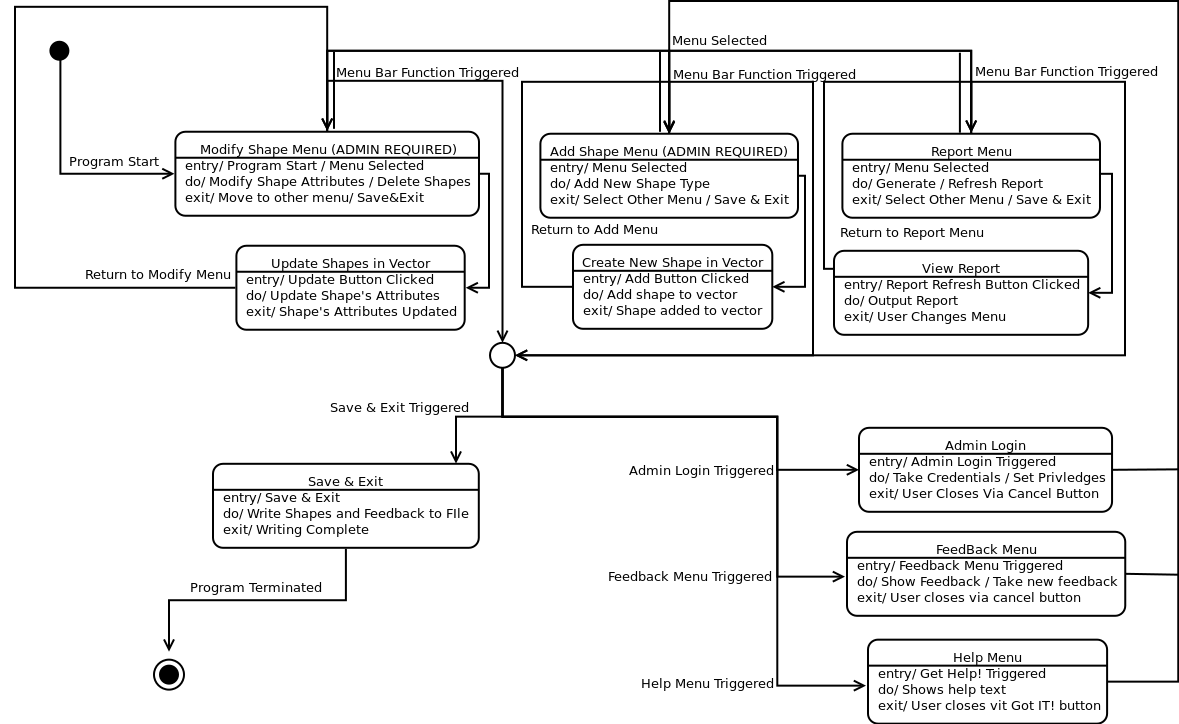 Menu Selected
Menu Bar Function Triggered
Menu Bar Function Triggered
Menu Bar Function Triggered
Program Start
Modify Shape Menu (ADMIN REQUIRED)
entry/ Program Start / Menu Selected
do/ Modify Shape Attributes / Delete Shapes
exit/ Move to other menu/ Save&Exit
Add Shape Menu (ADMIN REQUIRED)
entry/ Menu Selected
do/ Add New Shape Type
exit/ Select Other Menu / Save & Exit
Report Menu
entry/ Menu Selected
do/ Generate / Refresh Report
exit/ Select Other Menu / Save & Exit
Return to Modify Menu
Update Shapes in Vector
entry/ Update Button Clicked
do/ Update Shape's Attributes
exit/ Shape's Attributes Updated
Return to Add Menu
Create New Shape in Vector
entry/ Add Button Clicked
do/ Add shape to vector
exit/ Shape added to vector
Return to Report Menu
View Report
entry/ Report Refresh Button Clicked
do/ Output Report
exit/ User Changes Menu
Save & Exit Triggered
Save & Exit
entry/ Save & Exit
do/ Write Shapes and Feedback to FIle
exit/ Writing Complete
Program Terminated
Admin Login Triggered
Admin Login
entry/ Admin Login Triggered
do/ Take Credentials / Set Privledges
exit/ User Closes Via Cancel Button
Feedback Menu Triggered
FeedBack Menu
entry/ Feedback Menu Triggered
do/ Show Feedback / Take new feedback
exit/ User closes via cancel button
Help Menu Triggered
Help Menu
entry/ Get Help! Triggered
do/ Shows help text
exit/ User closes vit Got IT! button